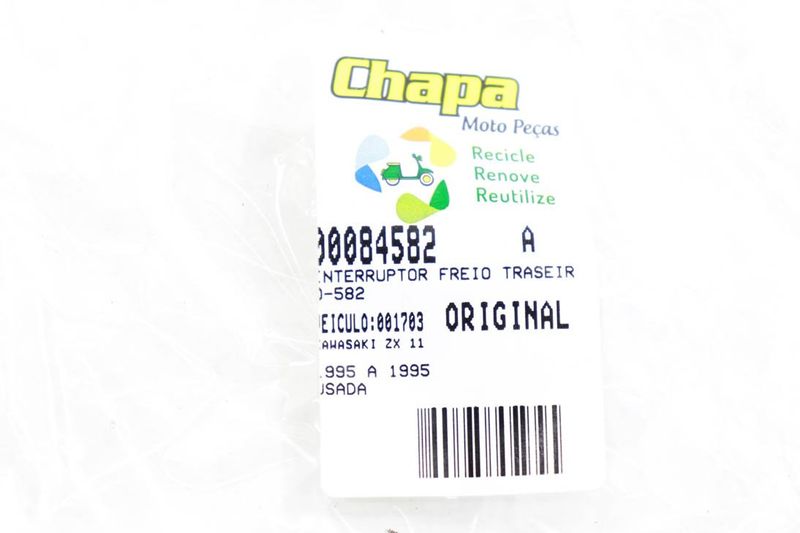 Chapa
Moto Peças
Recicle
Renove
Reutilize
00084582 A
INTERRUPTOR FREIO TRASEIR
O-582
VEICULO:001703 ORIGINAL
KAWASAKI ZX 11
1995 A 1995
USADA